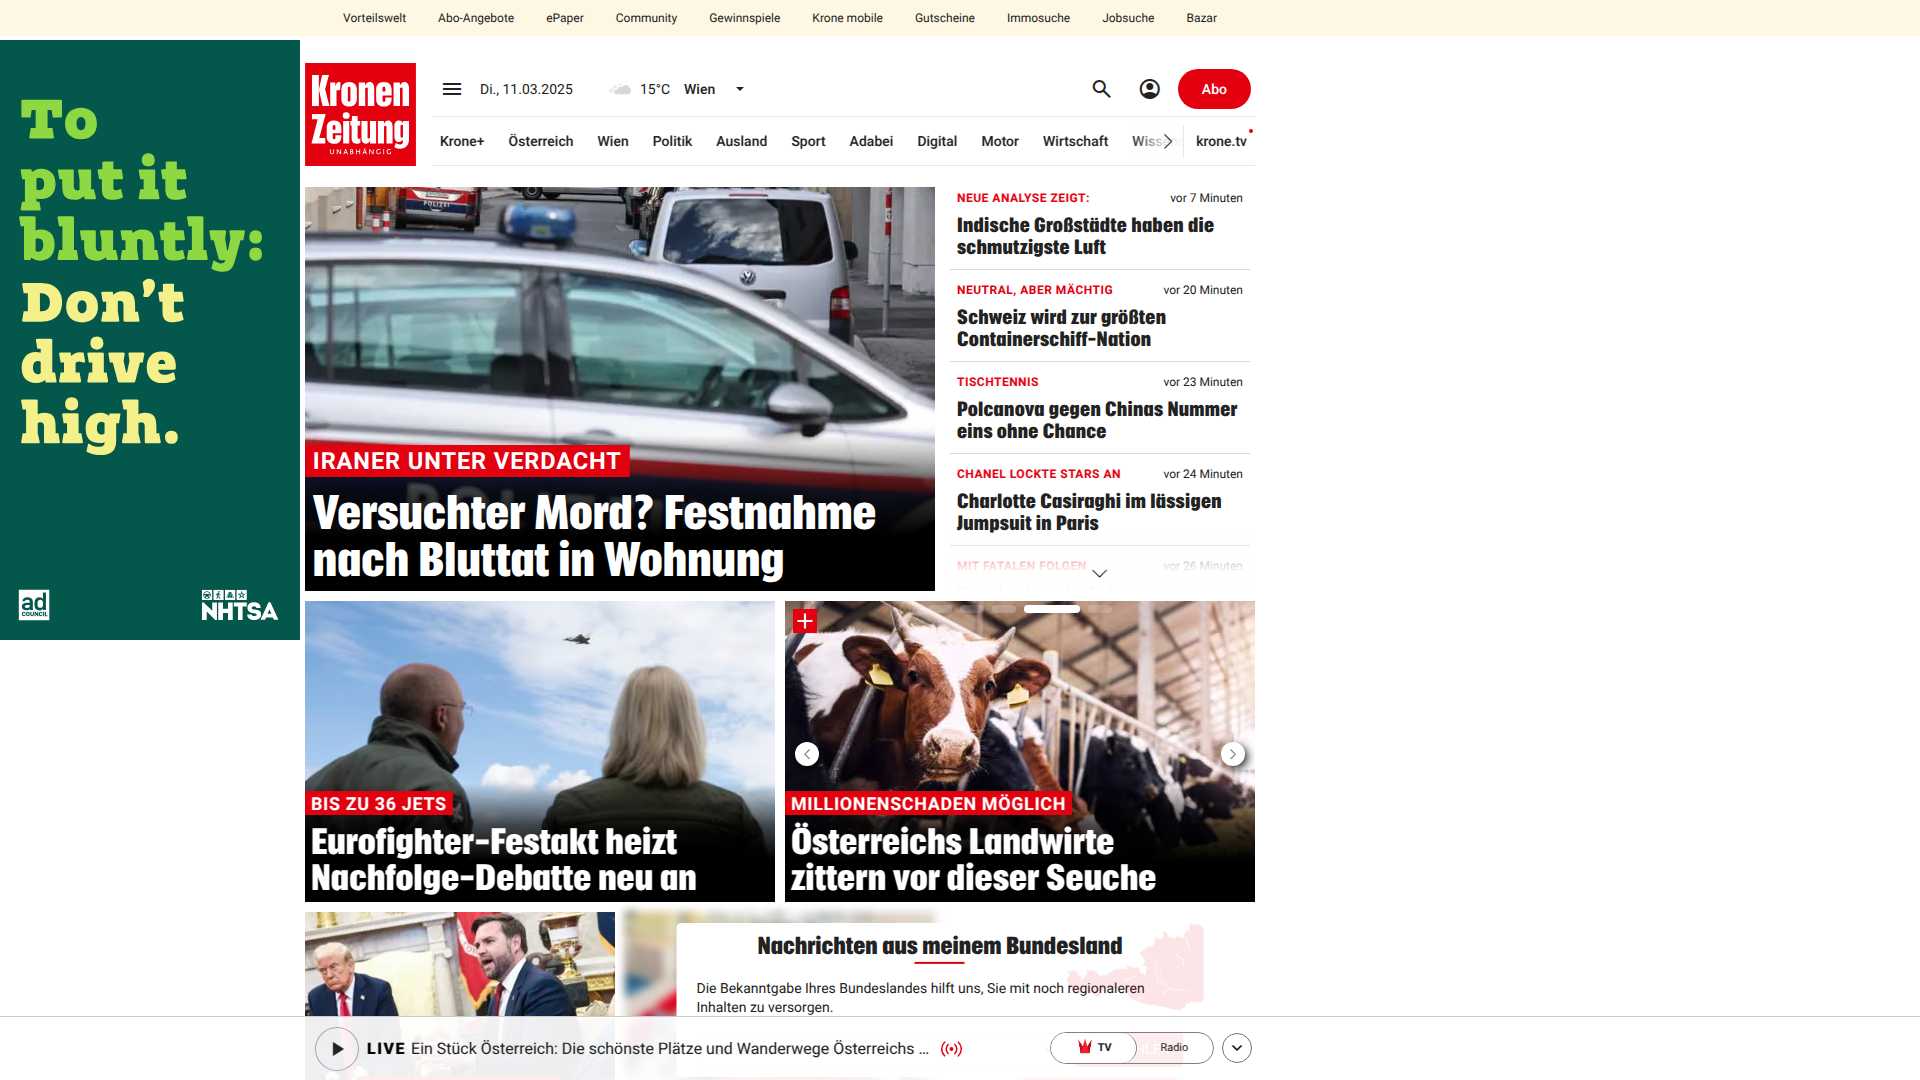 Vorteilswelt Abo-Angebote ePaper Community Gewinnspiele Krone mobile Gutscheine Immosuche Jobsuche Bazar
To
put it
bluntly:
Don't
drive
high.
ad
COUNCIL
NHTSA
Kronen
Zeitung
UNABHÄNGIG
Di., 11.03.2025 15°C Wien
Abo
Krone+ Österreich Wien Politik Ausland Sport Adabei Digital Motor Wirtschaft krone.tv
POLIZEI
IRANER UNTER VERDACHT
Versuchter Mord? Festnahme
nach Bluttat in Wohnung
NEUE ANALYSE ZEIGT: vor 7 Minuten
Indische Großstädte haben die
schmutzigste Luft
NEUTRAL, ABER MÄCHTIG vor 20 Minuten
Schweiz wird zur größten
Containerschiff-Nation
TISCHTENNIS vor 23 Minuten
Polcanova gegen Chinas Nummer
eins ohne Chance
CHANEL LOCKTE STARS AN vor 24 Minuten
Charlotte Casiraghi im lässigen
Jumpsuit in Paris
MIT FATALEN FOLGEN vor 26 Minuten
BIS ZU 36 JETS
Eurofighter-Festakt heizt
Nachfolge-Debatte neu an
MILLIONENSCHADEN MÖGLICH
Österreichs Landwirte
zittern vor dieser Seuche
Nachrichten aus meinem Bundesland
Die Bekanntgabe Ihres Bundeslandes hilft uns, Sie mit noch regionaleren
Inhalten zu versorgen.
LIVE Ein Stück Österreich: Die schönste Plätze und Wanderwege Österreichs ...
TV Radio